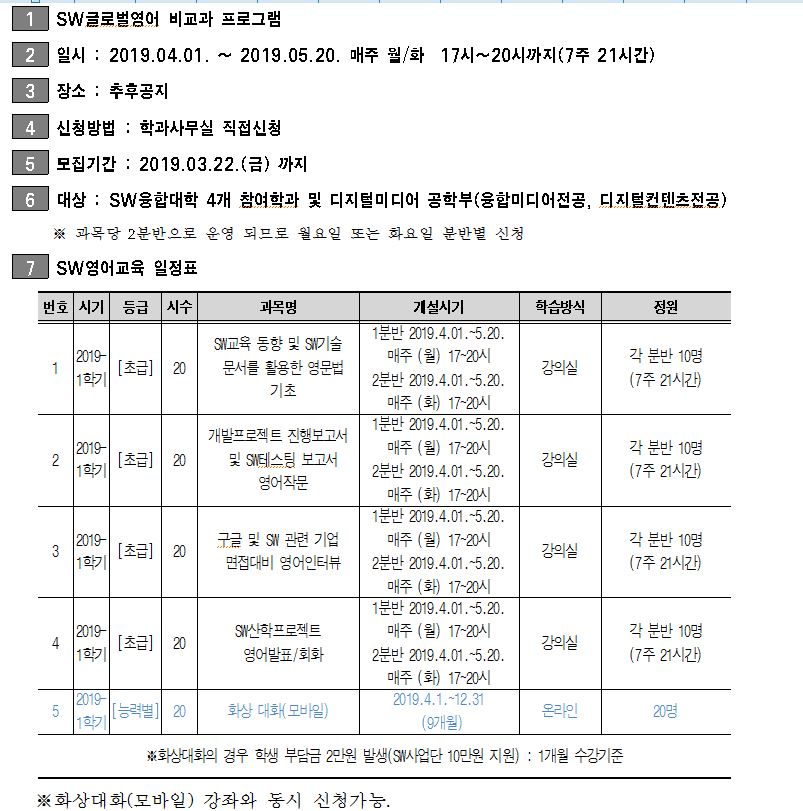 1 SW글로벌영어 비교과 프로그램
2 일시 : 2019.04.01. ~ 2019.05.20. 매주 월/화 17시~20시까지(7주 21시간)
3 장소 : 추후공지
4 신청방법 : 학과사무실 직접신청
5 모집기간 : 2019.03.22.(금) 까지
6 대상 : SW융합대학 4개 참여학과 및 디지털미디어 공학부(융합미디어전공, 디지털컨텐츠전공)
※ 과목당 2분반으로 운영 되므로 월요일 또는 화요일 분반별 신청
7 SW영어교육 일정표
번호 시기 등급 시수 과목명 개설시기 학습방식 정원
1 2019-1학기 [초급] 20 SW교육 동향 및 SW기술 문서를 활용한 영문법 기초 1분반 2019.4.01.~5.20. 매주 (월) 17~20시 2분반 2019.4.01.~5.20. 매주 (화) 17~20시 강의실 각 분반 10명 (7주 21시간)
2 2019-1학기 [초급] 20 개발프로젝트 진행보고서 및 SW테스팅 보고서 영어작문 1분반 2019.4.01.~5.20. 매주 (월) 17~20시 2분반 2019.4.01.~5.20. 매주 (화) 17~20시 강의실 각 분반 10명 (7주 21시간)
3 2019-1학기 [초급] 20 구글 및 SW 관련 기업 면접대비 영어인터뷰 1분반 2019.4.01.~5.20. 매주 (월) 17~20시 2분반 2019.4.01.~5.20. 매주 (화) 17~20시 강의실 각 분반 10명 (7주 21시간)
4 2019-1학기 [초급] 20 SW산학프로젝트 영어발표/회화 1분반 2019.4.01.~5.20. 매주 (월) 17~20시 2분반 2019.4.01.~5.20. 매주 (화) 17~20시 강의실 각 분반 10명 (7주 21시간)
5 2019-1학기 [능력별] 20 화상 대화(모바일) 2019.4.1.~12.31 (9개월) 온라인 20명
※화상대화의 경우 학생 부담금 2만원 발생(SW사업단 10만원 지원) : 1개월 수강기준
※화상대화(모바일) 강좌와 동시 신청가능.